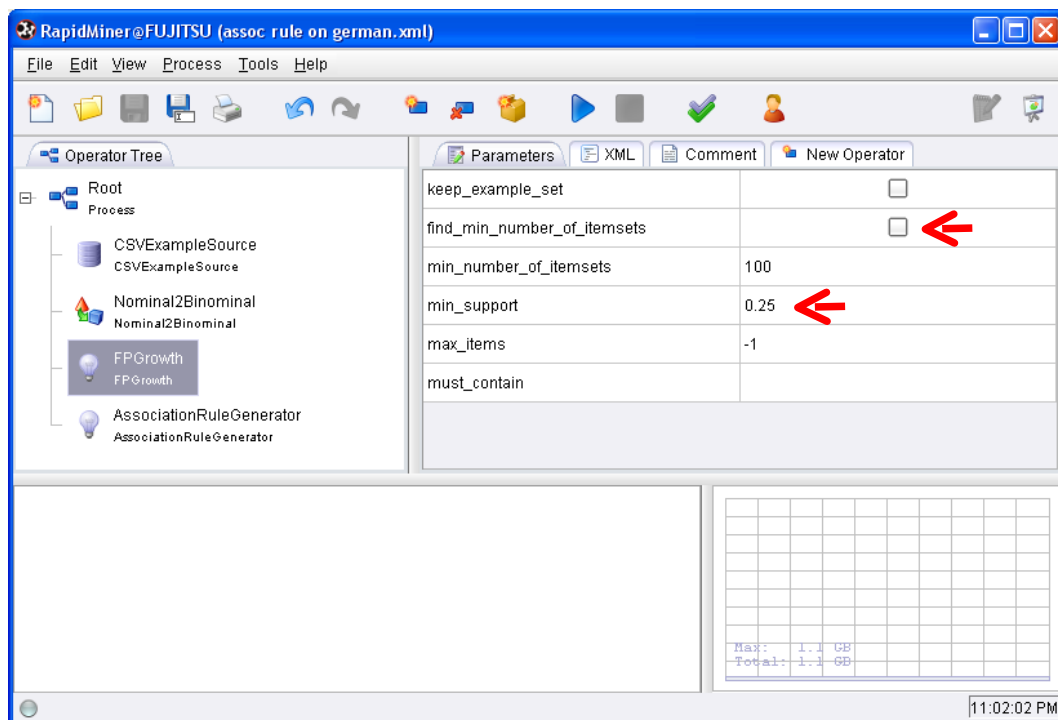 RapidMiner@FUJITSU (assoc rule on german.xml)
File Edit View Process Tools Help
Operator Tree
Root
Process
CSVExampleSource
CSVExampleSource
Nominal2Binominal
Nominal2Binominal
FPGrowth
FPGrowth
AssociationRuleGenerator
AssociationRuleGenerator
Parameters XML Comment New Operator
keep_example_set
find_min_number_of_itemsets
min_number_of_itemsets 100
min_support 0.25
max_items -1
must_contain
Max: 1.1 GB
Total: 1.1 GB
11:02:02 PM